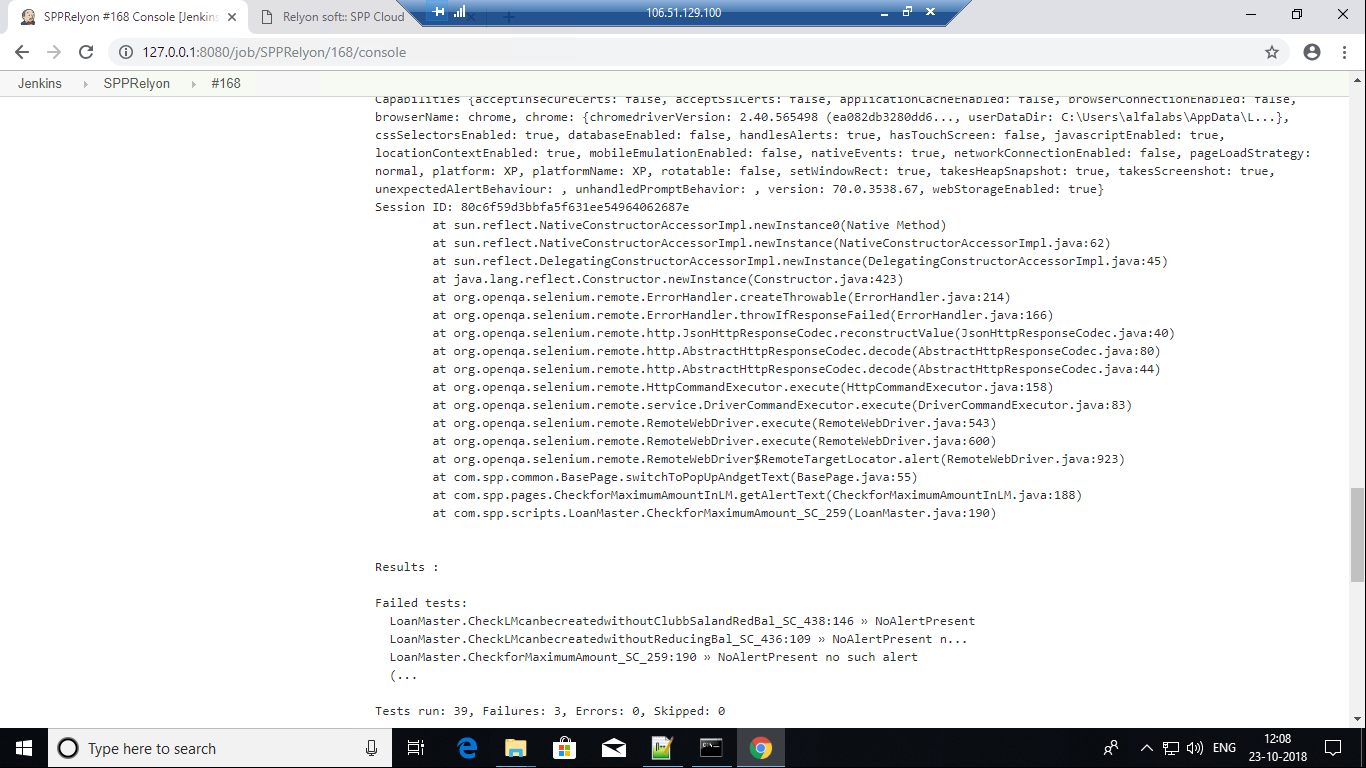 SPPRelyon #168 Console [Jenkins
Relyon soft:: SPP Cloud
106.51.129.100
127.0.0.1:8080/job/SPPRelyon/168/console
Jenkins
SPPRelyon
#168
Capabilities {acceptInsecureCerts: false, acceptSslCerts: false, applicationCacheEnabled: false, browserConnectionEnabled: false,
browserName: chrome, chrome: {chromedriverVersion: 2.40.565498 (ea082db3280dd6..., userDataDir: C:\Users\alfalabs\AppData\L...},
cssSelectorsEnabled: true, databaseEnabled: false, handlesAlerts: true, hasTouchScreen: false, javascriptEnabled: true,
locationContextEnabled: true, mobileEmulationEnabled: false, nativeEvents: true, networkConnectionEnabled: false, pageLoadStrategy:
normal, platform: XP, platformName: XP, rotatable: false, setWindowRect: true, takesHeapSnapshot: true, takesScreenshot: true,
unexpectedAlertBehaviour: , unhandledPromptBehavior: , version: 70.0.3538.67, webStorageEnabled: true}
Session ID: 80c6f59d3bbfa5f631ee54964062687e
at sun.reflect.NativeConstructorAccessorImpl.newInstance0(Native Method)
at sun.reflect.NativeConstructorAccessorImpl.newInstance(NativeConstructorAccessorImpl.java:62)
at sun.reflect.DelegatingConstructorAccessorImpl.newInstance(DelegatingConstructorAccessorImpl.java:45)
at java.lang.reflect.Constructor.newInstance(Constructor.java:423)
at org.openqa.selenium.remote.ErrorHandler.createThrowable(ErrorHandler.java:214)
at org.openqa.selenium.remote.ErrorHandler.throwIfResponseFailed(ErrorHandler.java:166)
at org.openqa.selenium.remote.http.JsonHttpResponseCodec.reconstructValue(JsonHttpResponseCodec.java:40)
at org.openqa.selenium.remote.http.AbstractHttpResponseCodec.decode(AbstractHttpResponseCodec.java:80)
at org.openqa.selenium.remote.http.AbstractHttpResponseCodec.decode(AbstractHttpResponseCodec.java:44)
at org.openqa.selenium.remote.HttpCommandExecutor.execute(HttpCommandExecutor.java:158)
at org.openqa.selenium.remote.service.DriverCommandExecutor.execute(DriverCommandExecutor.java:83)
at org.openqa.selenium.remote.RemoteWebDriver.execute(RemoteWebDriver.java:543)
at org.openqa.selenium.remote.RemoteWebDriver.execute(RemoteWebDriver.java:600)
at org.openqa.selenium.remote.RemoteWebDriver$RemoteTargetLocator.alert(RemoteWebDriver.java:923)
at com.spp.common.BasePage.switchToPopUpAndgetText(BasePage.java:55)
at com.spp.pages.CheckforMaximumAmountInLM.getAlertText(CheckforMaximumAmountInLM.java:188)
at com.spp.scripts.LoanMaster.CheckforMaximumAmount_SC_259(LoanMaster.java:190)
Results :
Failed tests:
LoanMaster.CheckLMcanbecreatedwithoutClubbSalandRedBal_SC_438:146 » NoAlertPresent
LoanMaster.CheckLMcanbecreatedwithoutReducingBal_SC_436:109 » NoAlertPresent n...
LoanMaster.CheckforMaximumAmount_SC_259:190 » NoAlertPresent no such alert
(...
Tests run: 39, Failures: 3, Errors: 0, Skipped: 0
Type here to search
ENG
12:08
23-10-2018